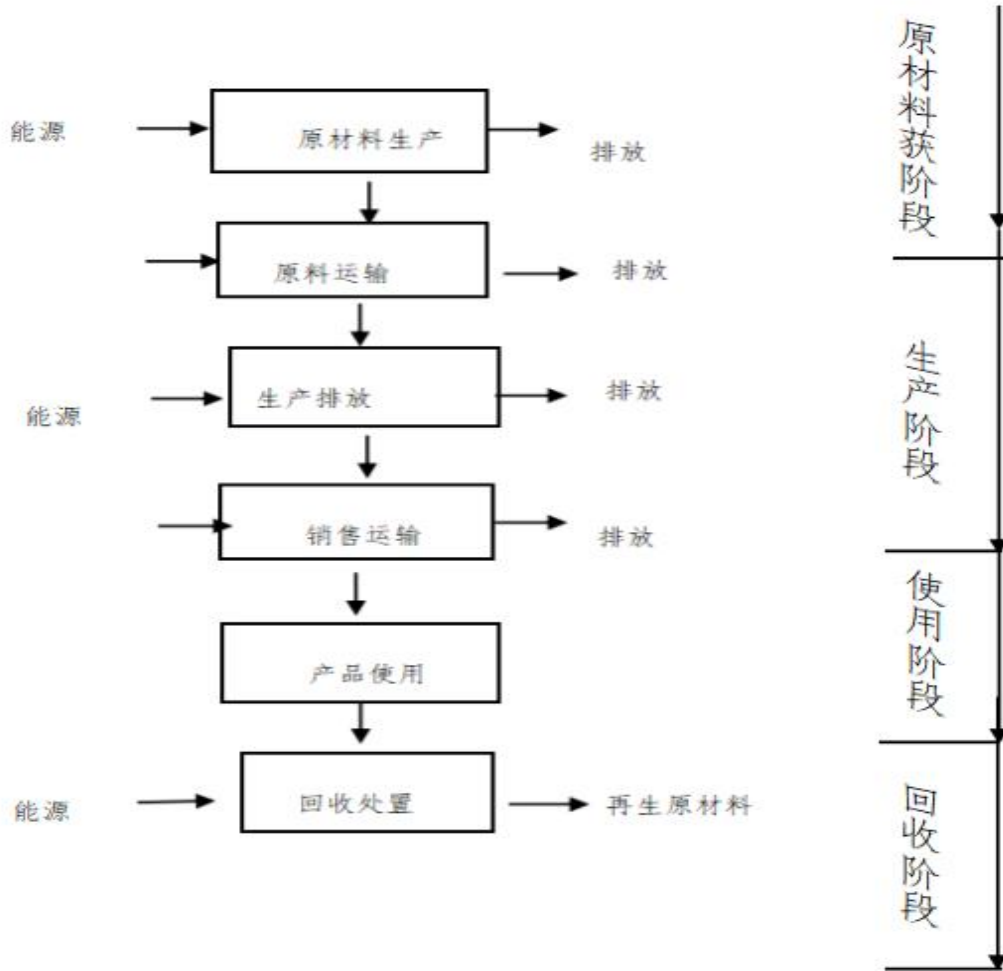 能源
原材料生产
排放
原料运输
排放
能源
生产排放
排放
销售运输
排放
产品使用
能源
回收处置
再生原材料
原材料获阶段
生产阶段
使用阶段
回收阶段